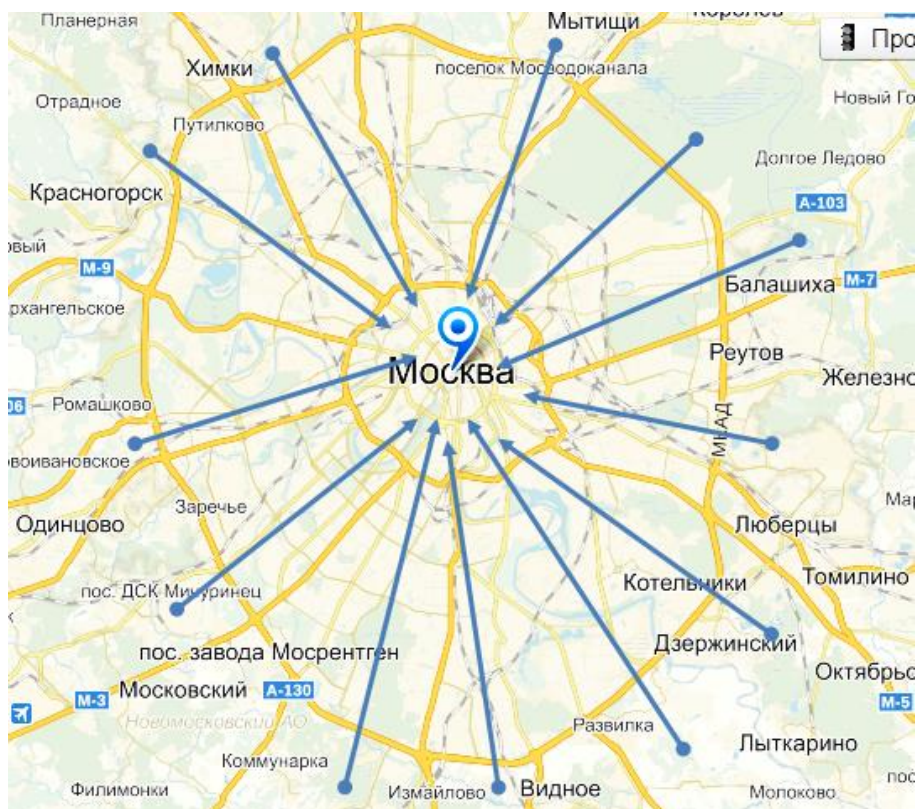 Планерная
Мытищи
Королёв
Про
Химки
поселок Мосводоканала
Отрадное
Новый Го
Путилково
Долгое Ледово
Красногорск
А-103
овый
М-9
Балашиха
М-7
рхангельское
Реутов
Москва
Железно
06
Ромашково
МКАД
овоивановское
Заречье
Мар
Одинцово
Люберцы
пос. ДСК Мичуринец
Котельники
Томилино
к
Дзержинский
пос. завода Мосрентген
Октябрьс
Московский
А-130
М-3
М-5
Новомосковский АО
Развилка
Лыткарино
Коммунарка
пос
Филимонки
Измайлово
Видное
Молоково